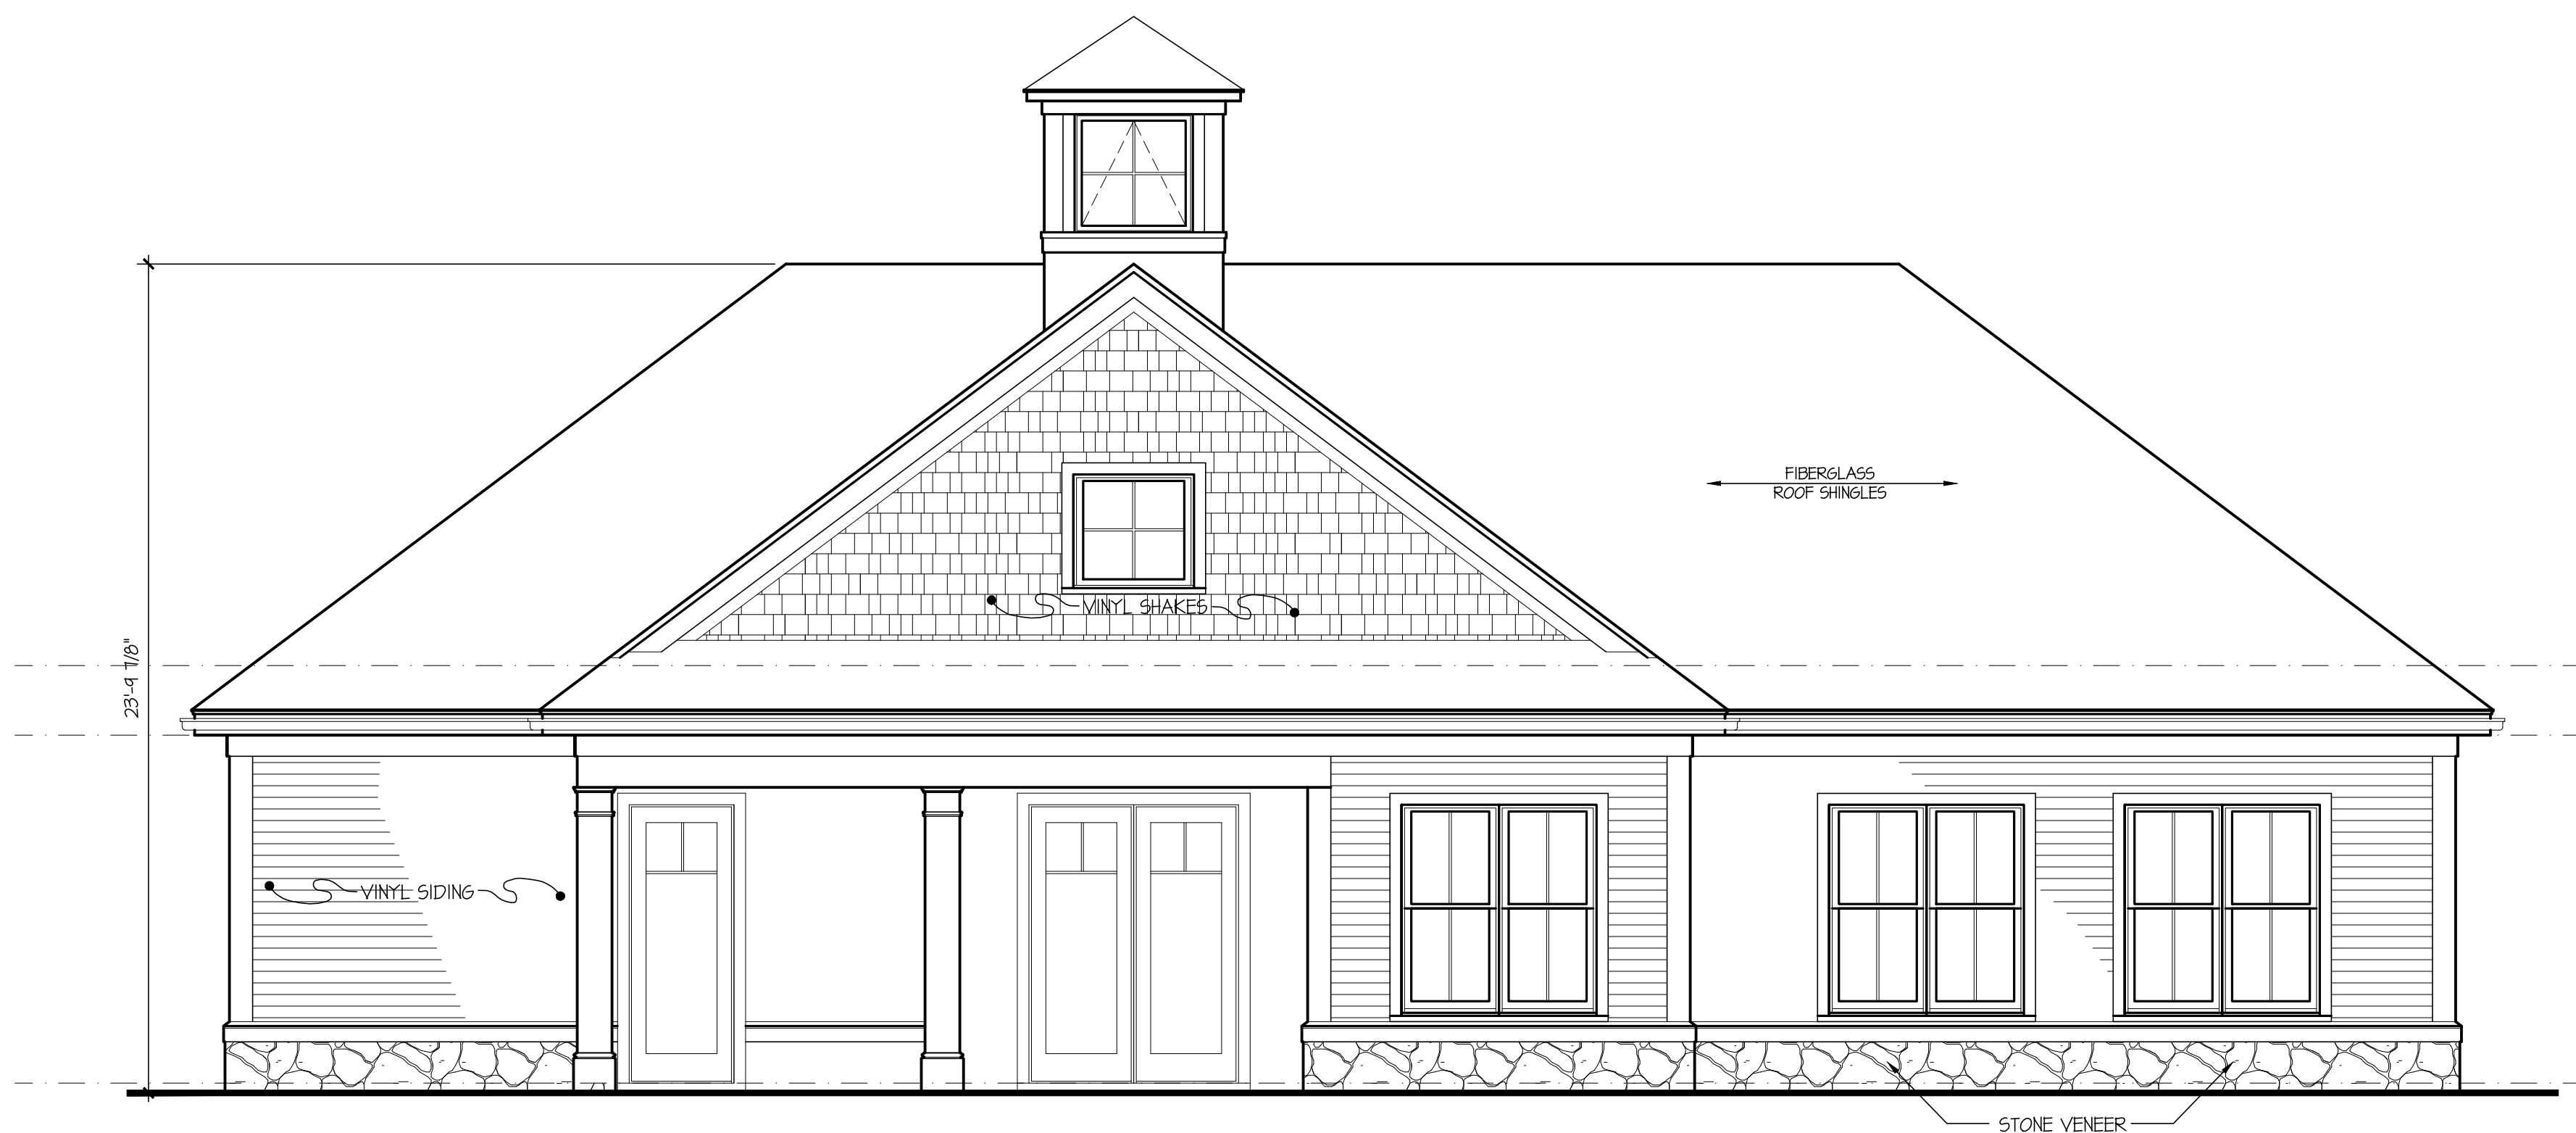 FIBERGLASS
ROOF SHINGLES
VINYL SHAKES
23'-9 7/8"
VINYL SIDING
STONE VENEER